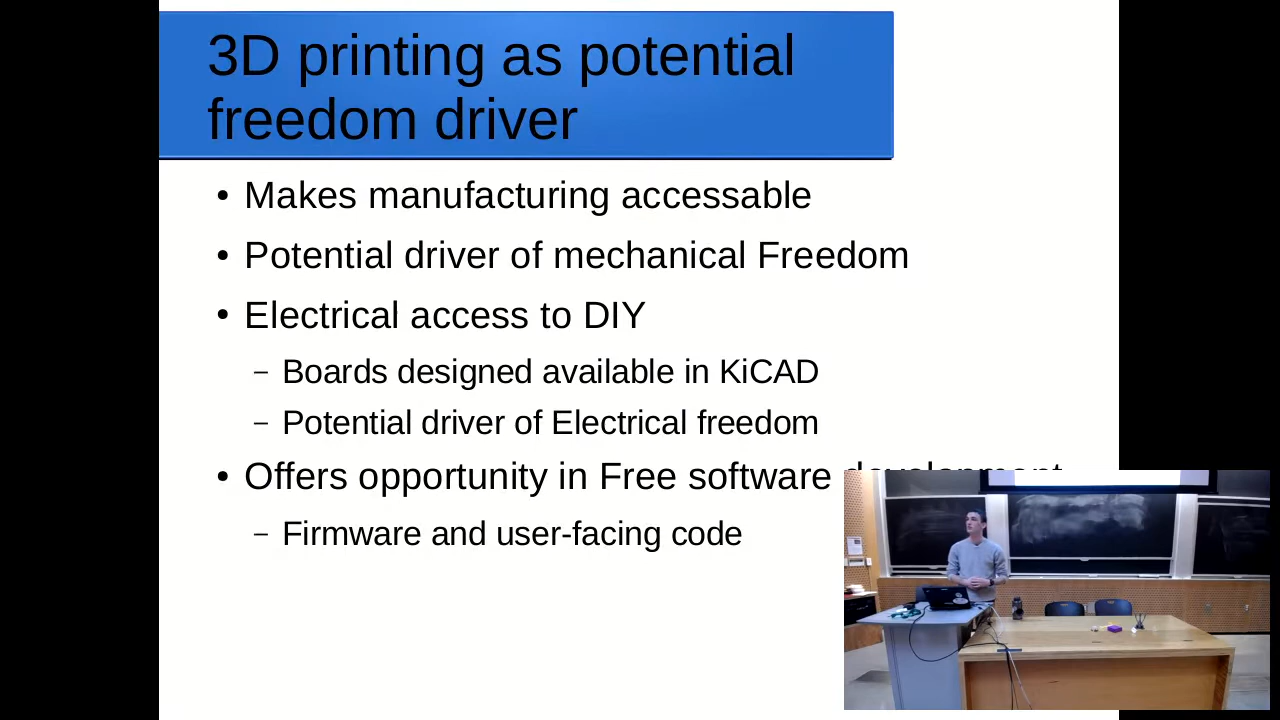 3D printing as potential
freedom driver
• Makes manufacturing accessable
• Potential driver of mechanical Freedom
• Electrical access to DIY
– Boards designed available in KiCAD
– Potential driver of Electrical freedom
• Offers opportunity in Free software development
– Firmware and user-facing code